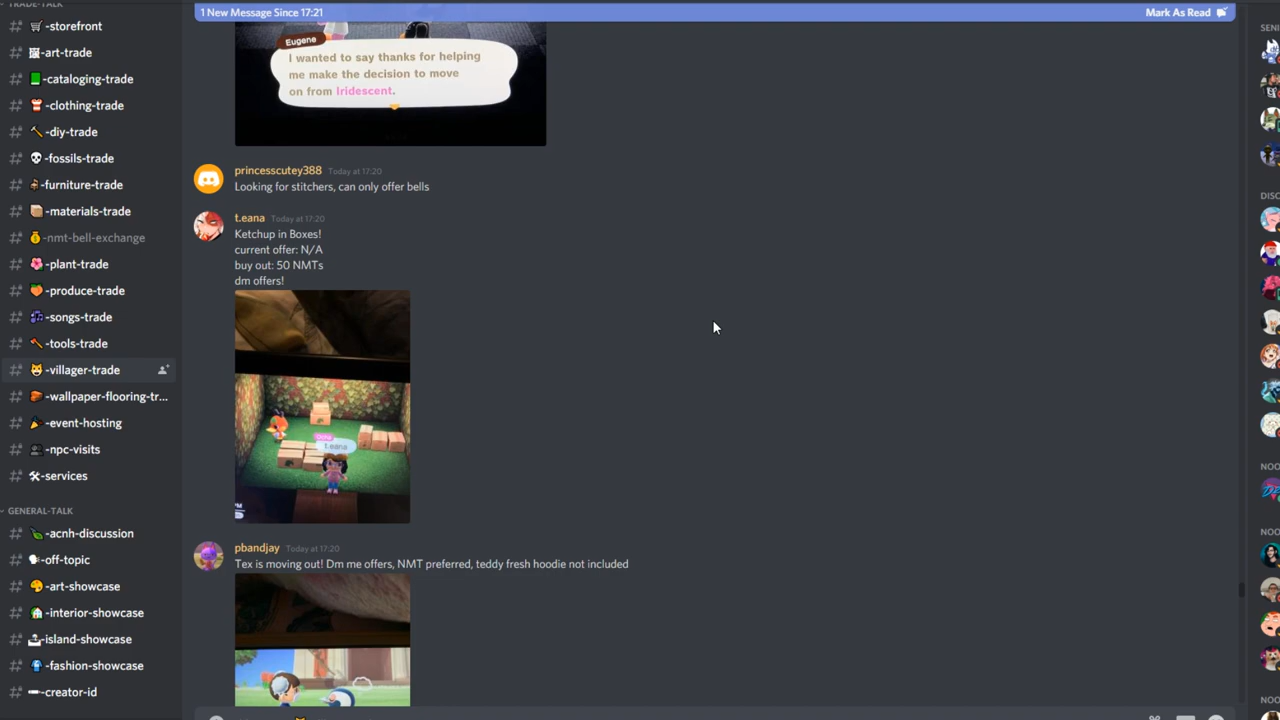 TRADE-TALK
-storefront
-art-trade
-cataloging-trade
-clothing-trade
-diy-trade
-fossils-trade
-furniture-trade
-materials-trade
-nmt-bell-exchange
-plant-trade
-produce-trade
-songs-trade
-tools-trade
-villager-trade
-wallpaper-flooring-tr...
-event-hosting
-npc-visits
-services
GENERAL-TALK
-acnh-discussion
-off-topic
-art-showcase
-interior-showcase
-island-showcase
-fashion-showcase
-creator-id
1 New Message Since 17:21
Mark As Read
Eugene
I wanted to say thanks for helping
me make the decision to move
on from Iridescent.
princesscutey388 Today at 17:20
Looking for stitchers, can only offer bells
t.eana Today at 17:20
Ketchup in Boxes!
current offer: N/A
buy out: 50 NMTs
dm offers!
t.eana
pbandjay Today at 17:20
Tex is moving out! Dm me offers, NMT preferred, teddy fresh hoodie not included
SENI
DISC
NOO
NOO
NOO